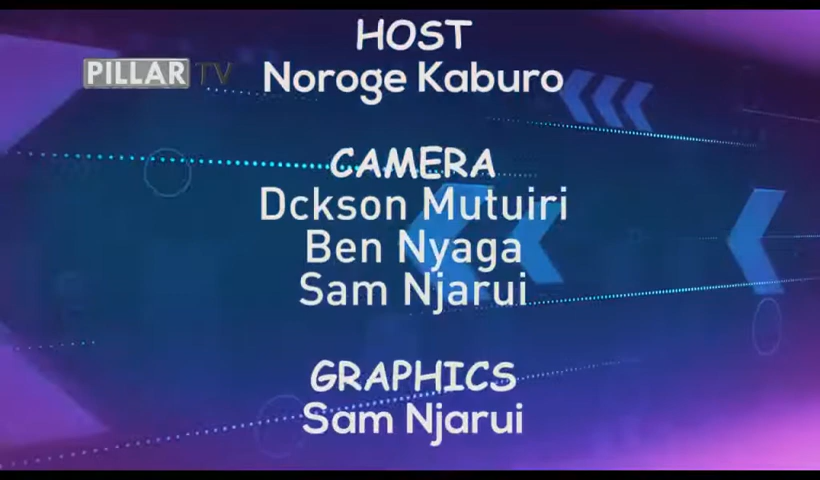 HOST
PILLAR TV
Noroge Kaburo
CAMERA
Dckson Mutuiri
Ben Nyaga
Sam Njarui
GRAPHICS
Sam Njarui